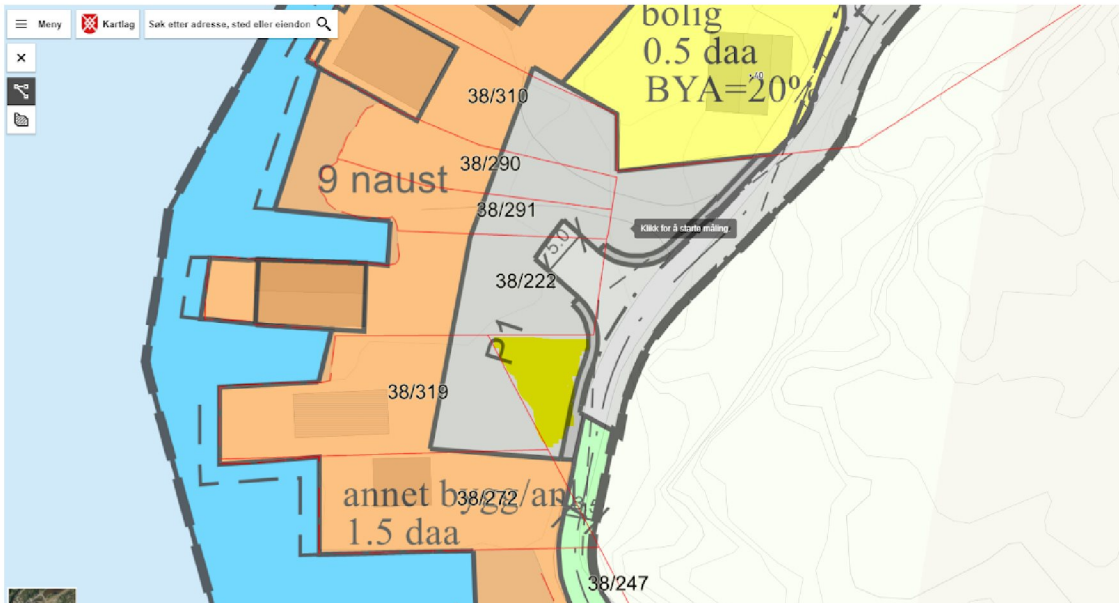 Meny
Kartlag
Søk etter adresse, sted eller eiendon
bolig
0.5 daa
BYA=20%
38/310
38/290
9 naust
38/291
Klikk for å starte måling.
5.0
38/222
P1
38/319
annet bygg/anl
38/272
1.5 daa
38/247